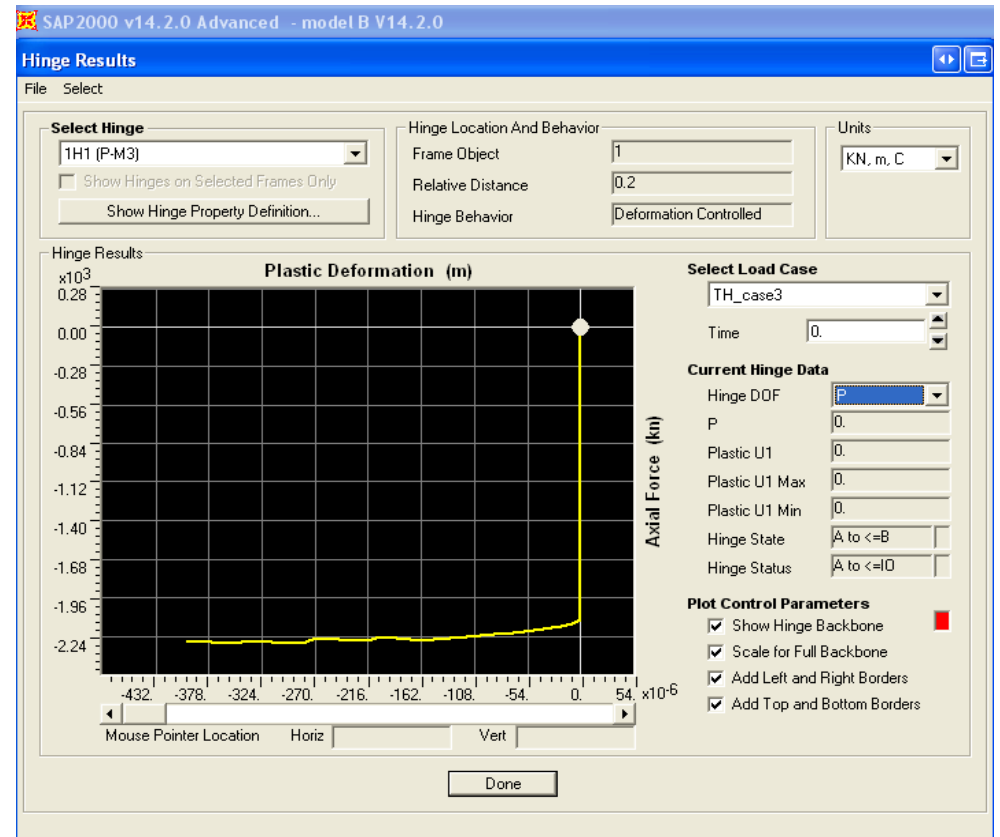 SAP2000 v14.2.0 Advanced - model B V14.2.0
Hinge Results
File Select
Select Hinge
1H1 (P-M3)
Show Hinges on Selected Frames Only
Show Hinge Property Definition...
Hinge Location And Behavior
Frame Object 1
Relative Distance 0.2
Hinge Behavior Deformation Controlled
Units
KN, m, C
Hinge Results
x10^3
Plastic Deformation (m)
0.28
0.00
-0.28
-0.56
-0.84
-1.12
-1.40
-1.68
-1.96
-2.24
-432. -378. -324. -270. -216. -162. -108. -54. 0. 54. x10^-6
Axial Force (kn)
Mouse Pointer Location Horiz Vert
Select Load Case
TH_case3
Time 0.
Current Hinge Data
Hinge DOF P
P 0.
Plastic U1 0.
Plastic U1 Max 0.
Plastic U1 Min 0.
Hinge State A to <=B
Hinge Status A to <=IO
Plot Control Parameters
Show Hinge Backbone
Scale for Full Backbone
Add Left and Right Borders
Add Top and Bottom Borders
Done